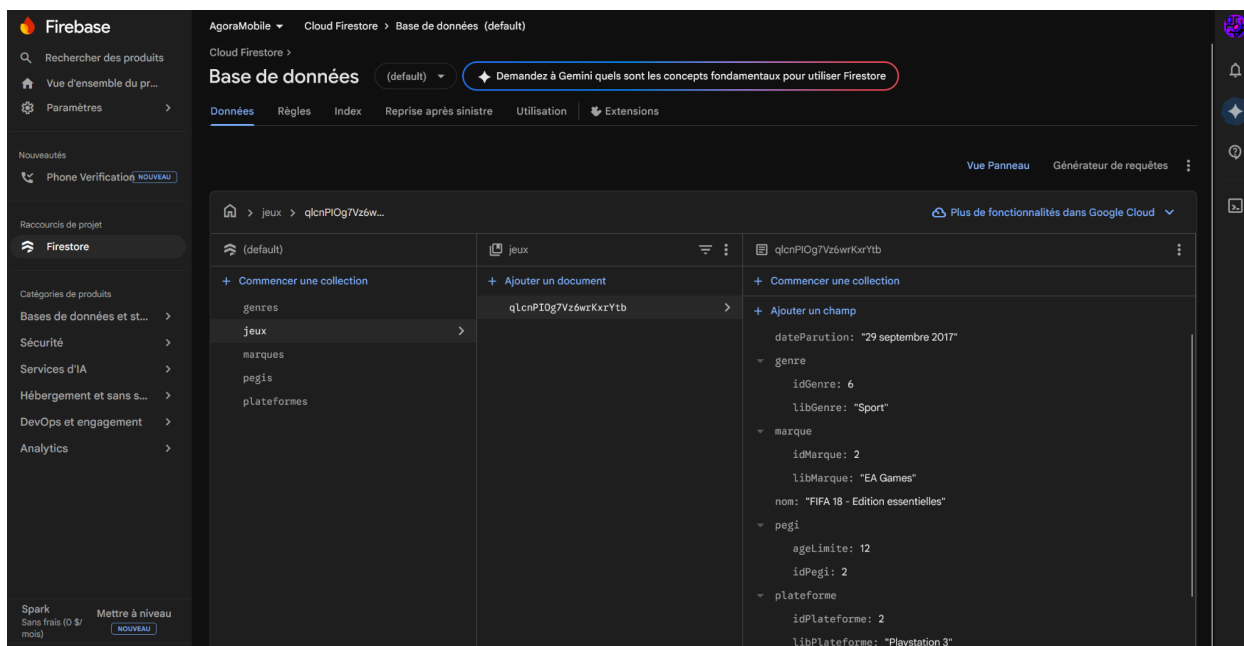 Firebase
Rechercher des produits
Vue d'ensemble du pr...
Paramètres
Nouveautés
Phone Verification NOUVEAU
Raccourcis de projet
Firestore
Catégories de produits
Bases de données et st...
Sécurité
Services d'IA
Hébergement et sans s...
DevOps et engagement
Analytics
Spark
Sans frais (0 $/
mois)
Mettre à niveau
NOUVEAU
AgoraMobile Cloud Firestore > Base de données (default)
Cloud Firestore >
Base de données (default) Demandez à Gemini quels sont les concepts fondamentaux pour utiliser Firestore
Données Règles Index Reprise après sinistre Utilisation Extensions
Vue Panneau Générateur de requêtes
> jeux > qlcnPIOg7Vz6w...
Plus de fonctionnalités dans Google Cloud
(default)
+ Commencer une collection
genres
jeux
marques
pegis
plateformes
jeux
+ Ajouter un document
qlcnPIOg7Vz6wrKxrYtb
qlcnPIOg7Vz6wrKxrYtb
+ Commencer une collection
+ Ajouter un champ
dateParution: "29 septembre 2017"
genre
idGenre: 6
libGenre: "Sport"
marque
idMarque: 2
libMarque: "EA Games"
nom: "FIFA 18 - Edition essentielles"
pegi
ageLimite: 12
idPegi: 2
plateforme
idPlateforme: 2
libPlateforme: "Playstation 3"